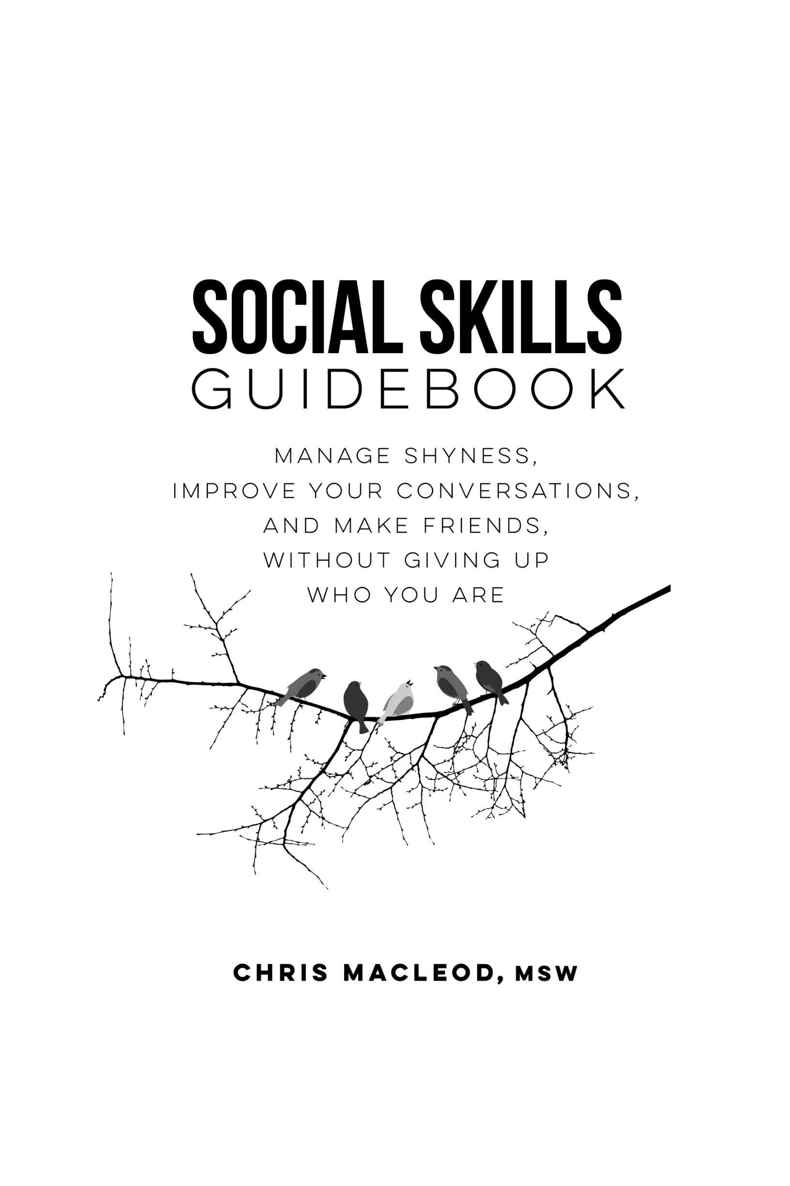 SOCIAL SKILLS
GUIDEBOOK
MANAGE SHYNESS,
IMPROVE YOUR CONVERSATIONS,
AND MAKE FRIENDS,
WITHOUT GIVING UP
WHO YOU ARE
CHRIS MACLEOD, MSW